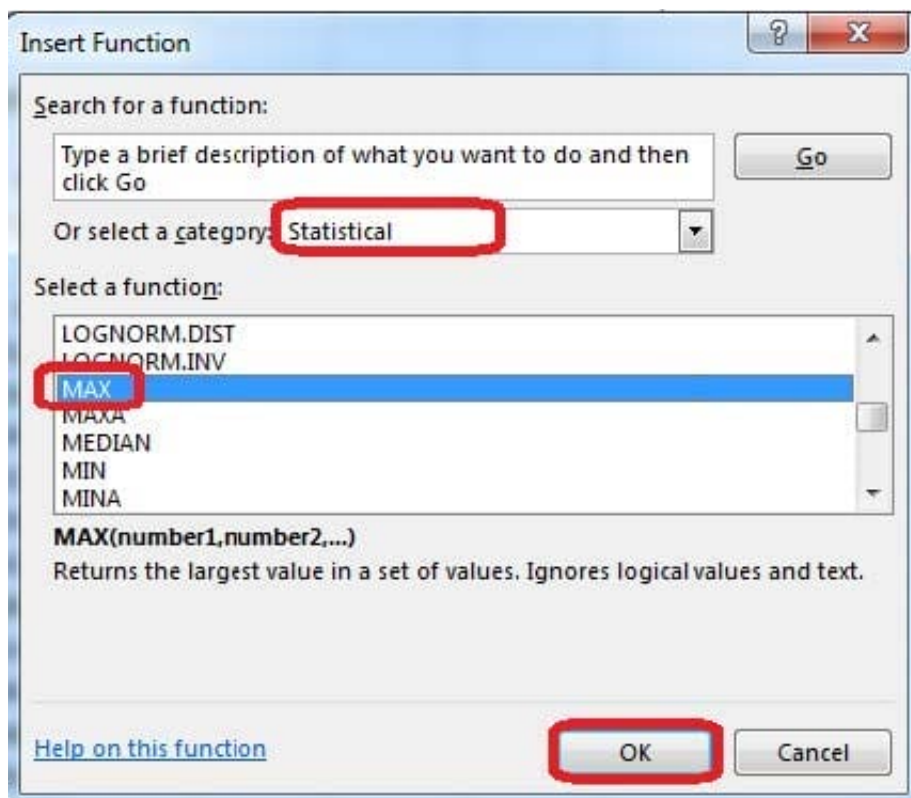 Insert Function
Search for a function:
Type a brief description of what you want to do and then
click Go
Go
Or select a category: Statistical
Select a function:
LOGNORM.DIST
LOGNORM.INV
MAX
MAXA
MEDIAN
MIN
MINA
MAX(number1,number2,...)
Returns the largest value in a set of values. Ignores logical values and text.
Help on this function
OK
Cancel